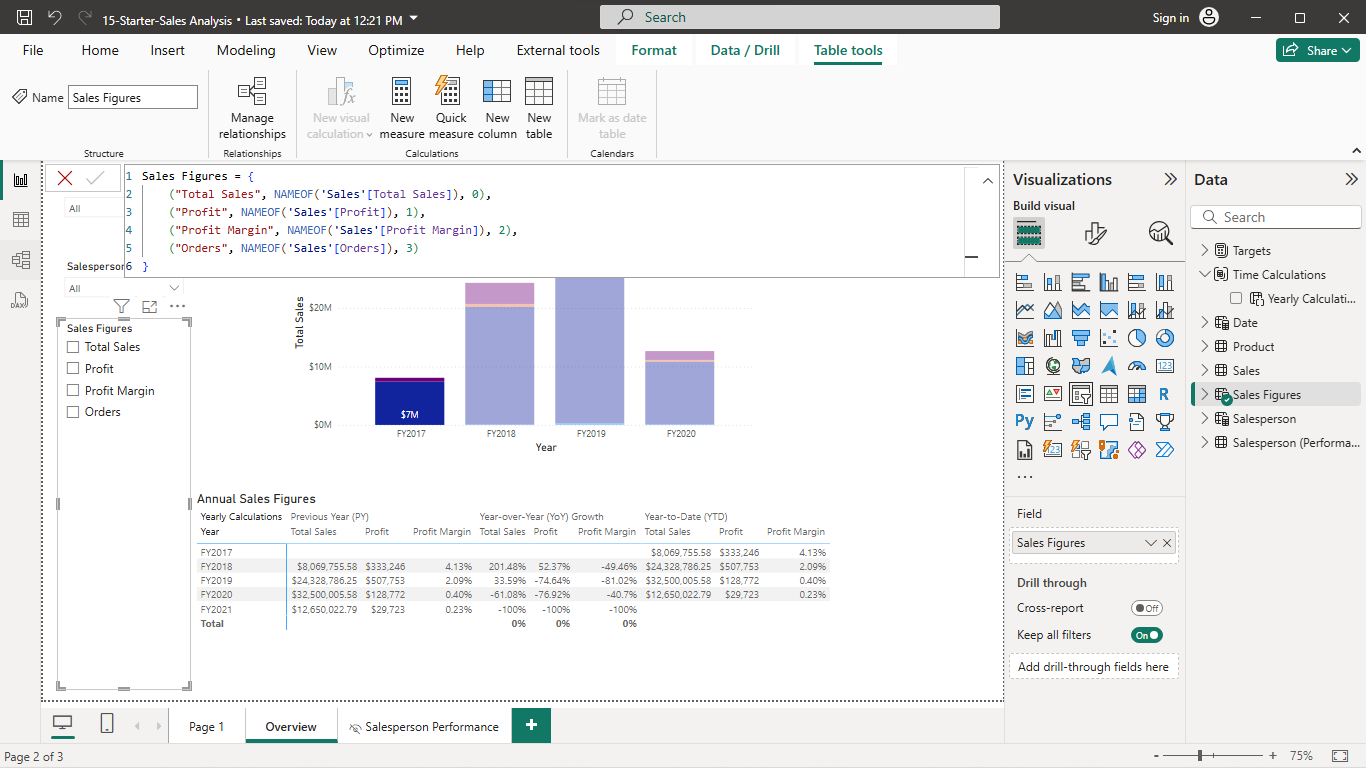 15-Starter-Sales Analysis • Last saved: Today at 12:21 PM
Search
Sign in
File
Home
Insert
Modeling
View
Optimize
Help
External tools
Format
Data / Drill
Table tools
Share
Name
Sales Figures
Structure
Manage relationships
Relationships
New visual calculation
New measure
Quick measure
New column
New table
Calculations
Mark as date table
Calendars
1 Sales Figures = {
2 ("Total Sales", NAMEOF('Sales'[Total Sales]), 0),
3 ("Profit", NAMEOF('Sales'[Profit]), 1),
4 ("Profit Margin", NAMEOF('Sales'[Profit Margin]), 2),
5 ("Orders", NAMEOF('Sales'[Orders]), 3)
6 }
DAX
All
Salesperson
All
Sales Figures
Total Sales
Profit
Profit Margin
Orders
Total Sales
$20M
$10M
$0M
$7M
FY2017 FY2018 FY2019 FY2020
Year
Annual Sales Figures
Yearly Calculations Previous Year (PY) Year-over-Year (YoY) Growth Year-to-Date (YTD)
Year Total Sales Profit Profit Margin Total Sales Profit Profit Margin Total Sales Profit Profit Margin
FY2017 $8,069,755.58 $333,246 4.13%
FY2018 $8,069,755.58 $333,246 4.13% 201.48% 52.37% -49.46% $24,328,786.25 $507,753 2.09%
FY2019 $24,328,786.25 $507,753 2.09% 33.59% -74.64% -81.02% $32,500,005.58 $128,772 0.40%
FY2020 $32,500,005.58 $128,772 0.40% -61.08% -76.92% -40.7% $12,650,022.79 $29,723 0.23%
FY2021 $12,650,022.79 $29,723 0.23% -100% -100% -100%
Total 0% 0% 0%
Visualizations
Build visual
123
R
Py
123
...
Field
Sales Figures
Drill through
Cross-report
Off
Keep all filters
On
Add drill-through fields here
Data
Search
Targets
Time Calculations
Yearly Calculati...
Date
Product
Sales
Sales Figures
Salesperson
Salesperson (Performa...
Page 1
Overview
Salesperson Performance
+
Page 2 of 3
- + 75%